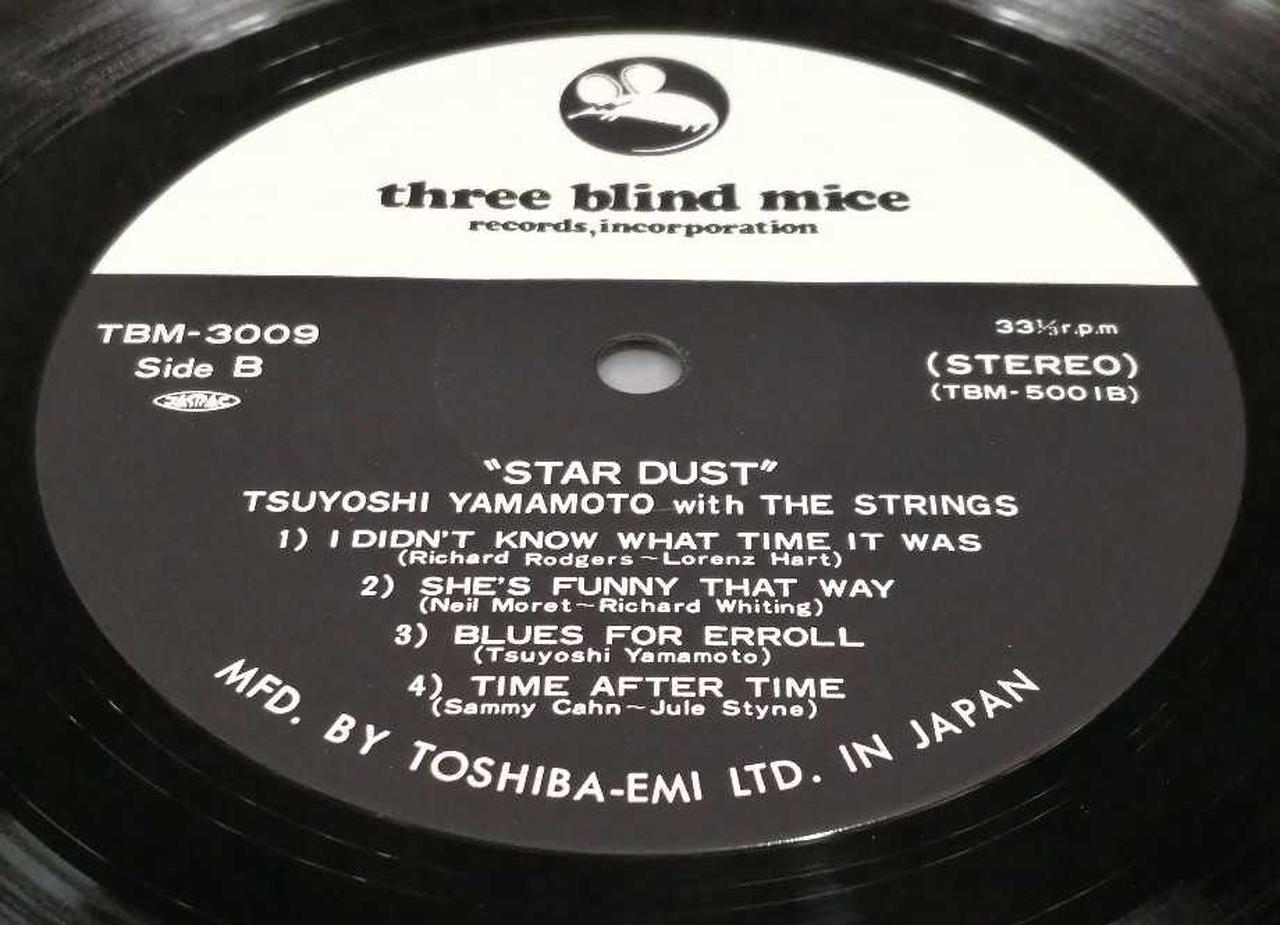 three blind mice
records, incorporation
TBM-3009
Side B
JASRAC
33⅓ r.p.m
(STEREO)
(TBM-5001B)
"STAR DUST"
TSUYOSHI YAMAMOTO with THE STRINGS
1) I DIDN'T KNOW WHAT TIME IT WAS
(Richard Rodgers~Lorenz Hart)
2) SHE'S FUNNY THAT WAY
(Neil Moret~Richard Whiting)
3) BLUES FOR ERROLL
(Tsuyoshi Yamamoto)
4) TIME AFTER TIME
(Sammy Cahn~Jule Styne)
MFD. BY TOSHIBA-EMI LTD. IN JAPAN